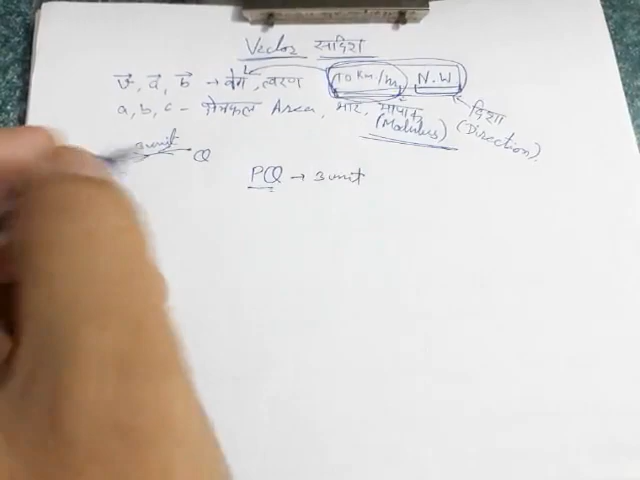 Vector सदिश
v⃗, a⃗, b⃗ → वेग, त्वरण 10 Km./hr N.W
a, b, c - क्षेत्रफल Area, भार, मापांक दिशा
(Modulus) (Direction).
3 unit Q
PQ → 3 unit